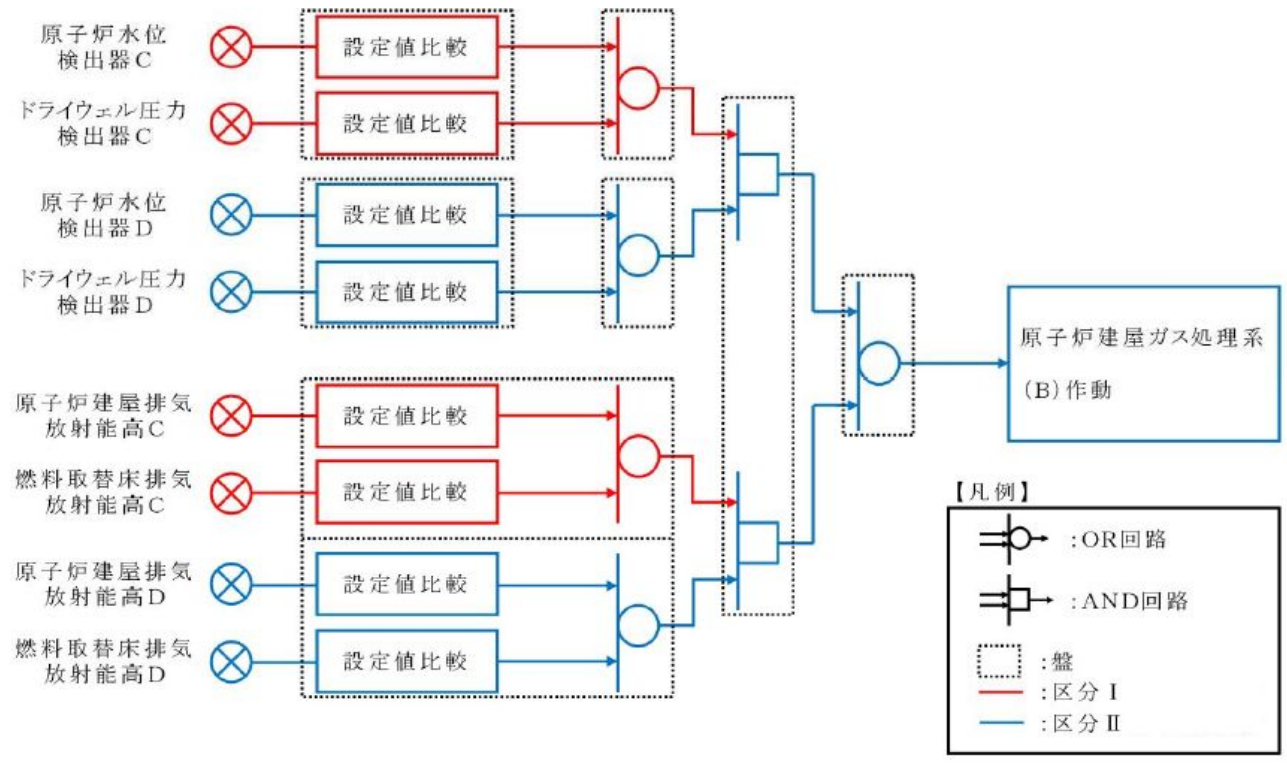 原子炉水位
検出器C
設定値比較
ドライウェル圧力
検出器C
設定値比較
原子炉水位
検出器D
設定値比較
ドライウェル圧力
検出器D
設定値比較
原子炉建屋排気
放射能高C
設定値比較
燃料取替床排気
放射能高C
設定値比較
原子炉建屋排気
放射能高D
設定値比較
燃料取替床排気
放射能高D
設定値比較
原子炉建屋ガス処理系
(B)作動
【凡例】
:OR回路
:AND回路
:盤
:区分Ⅰ
:区分Ⅱ